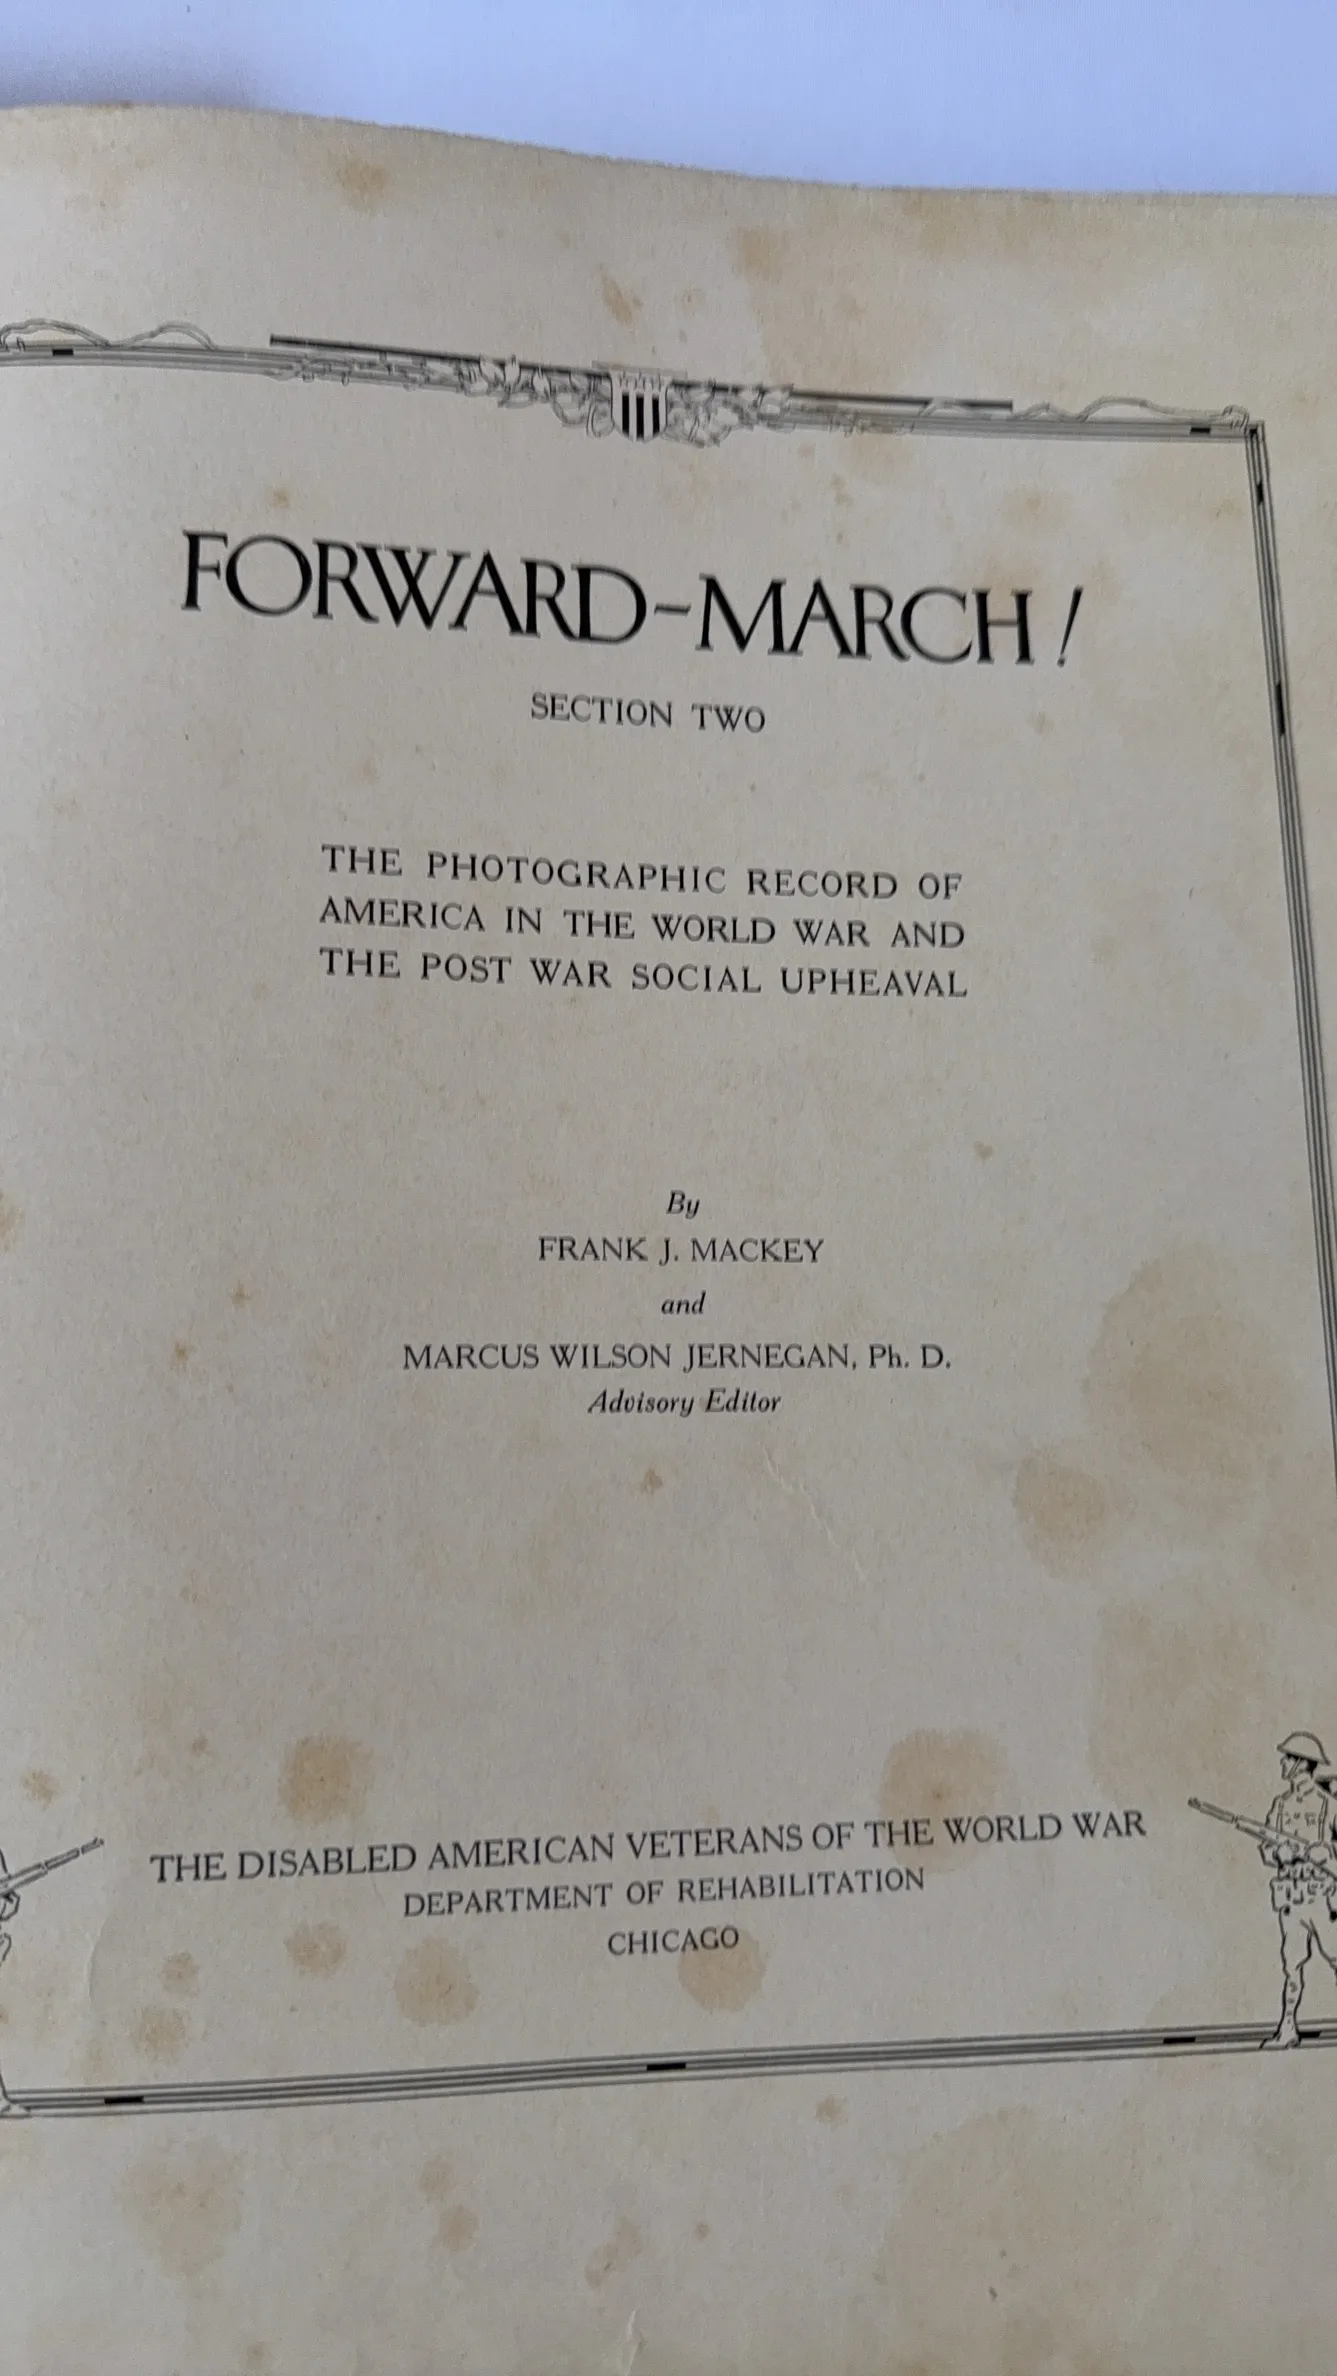 FORWARD-MARCH!
SECTION TWO
THE PHOTOGRAPHIC RECORD OF
AMERICA IN THE WORLD WAR AND
THE POST WAR SOCIAL UPHEAVAL
By
FRANK J. MACKEY
and
MARCUS WILSON JERNEGAN, Ph. D.
Advisory Editor
THE DISABLED AMERICAN VETERANS OF THE WORLD WAR
DEPARTMENT OF REHABILITATION
CHICAGO